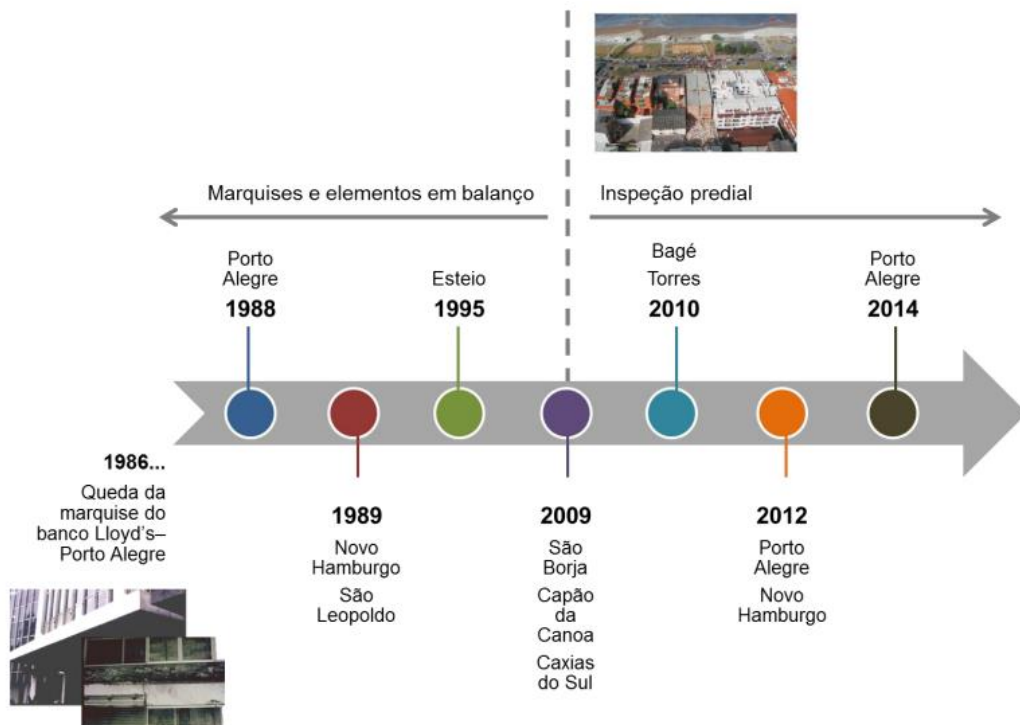 Marquises e elementos em balanço
Inspeção predial
Porto
Alegre
1988
Esteio
1995
Bagé
Torres
2010
Porto
Alegre
2014
1986...
Queda da
marquise do
banco Lloyd's–
Porto Alegre
1989
Novo
Hamburgo
São
Leopoldo
2009
São
Borja
Capão
da
Canoa
Caxias
do Sul
2012
Porto
Alegre
Novo
Hamburgo